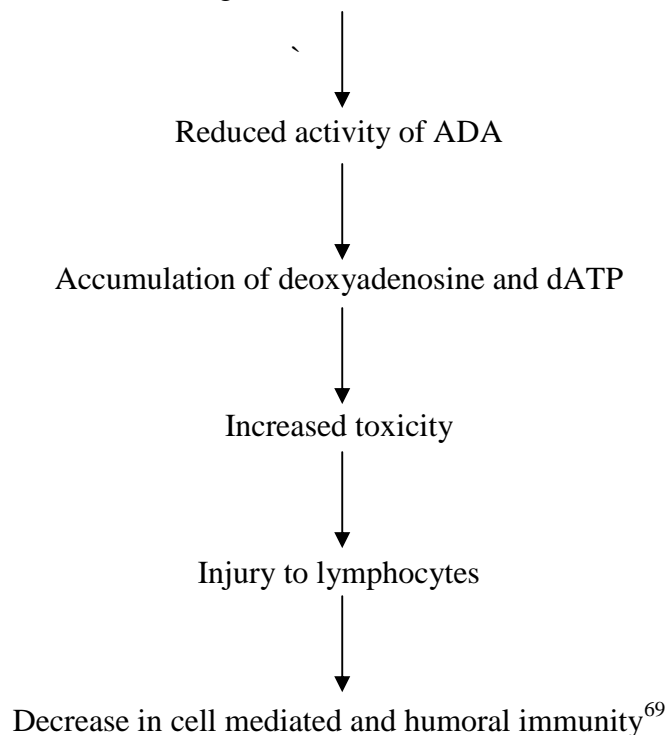 `
Reduced activity of ADA
Accumulation of deoxyadenosine and dATP
Increased toxicity
Injury to lymphocytes
Decrease in cell mediated and humoral immunity⁶⁹